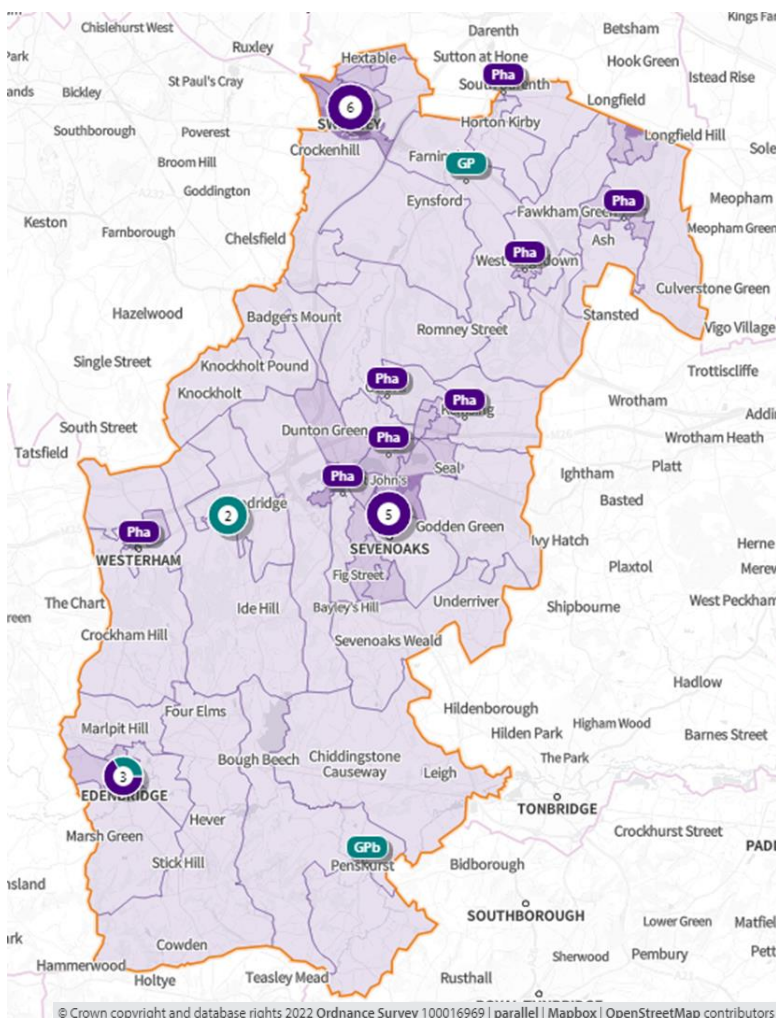 Chislehurst West
Darenth
Betsham
Kings
Ruxley
Hextable
Sutton at Hone
Hook Green
Park
Pha
Istead Rise
St Paul's Cray
ands
Bickley
Longfield
6
Southborough
Poverest
Horton Kirby
Longfield Hill
Crockenhill
Sole
Broom Hill
GP
Goddington
Eynsford
Pha
Meopham
Keston
Farnborough
Fawkham Green
Meopham Green
Chelsfield
Pha
Ash
Culverstone Green
Hazelwood
Badgers Mount
Stansted
Romney Street
Vigo Village
Single Street
Knockholt Pound
Trottiscliffe
Pha
Knockholt
Pha
Wrotham
South Street
Dunton Green
Pha
Wrotham Heath
Tatsfield
Seal
Platt
Pha
John's
Ightham
Basted
2
5
Godden Green
Pha
Ivy Hatch
Herne
WESTERHAM
SEVENOAKS
Plaxtol
Fig Street
The Chart
Ide Hill
Bayley's Hill
Underriver
Shipbourne
West Peckham
Crockham Hill
Sevenoaks Weald
Hadlow
Four Elms
Hildenborough
Marlpit Hill
Hilden Park
Higham Wood
Barnes Street
Bough Beech
Chiddingstone
Causeway
The Park
3
Leigh
EDENBRIDGE
TONBRIDGE
Hever
Crockhurst Street
Marsh Green
GPb
Stick Hill
Penshurst
Bidborough
SOUTHBOROUGH
Lower Green
Cowden
Sherwood
Pembury
Hammerwood
Holtye
Teasley Mead
Rusthall
© Crown copyright and database rights 2022 Ordnance Survey 100016969 | parallel | Mapbox | OpenStreetMap contributors